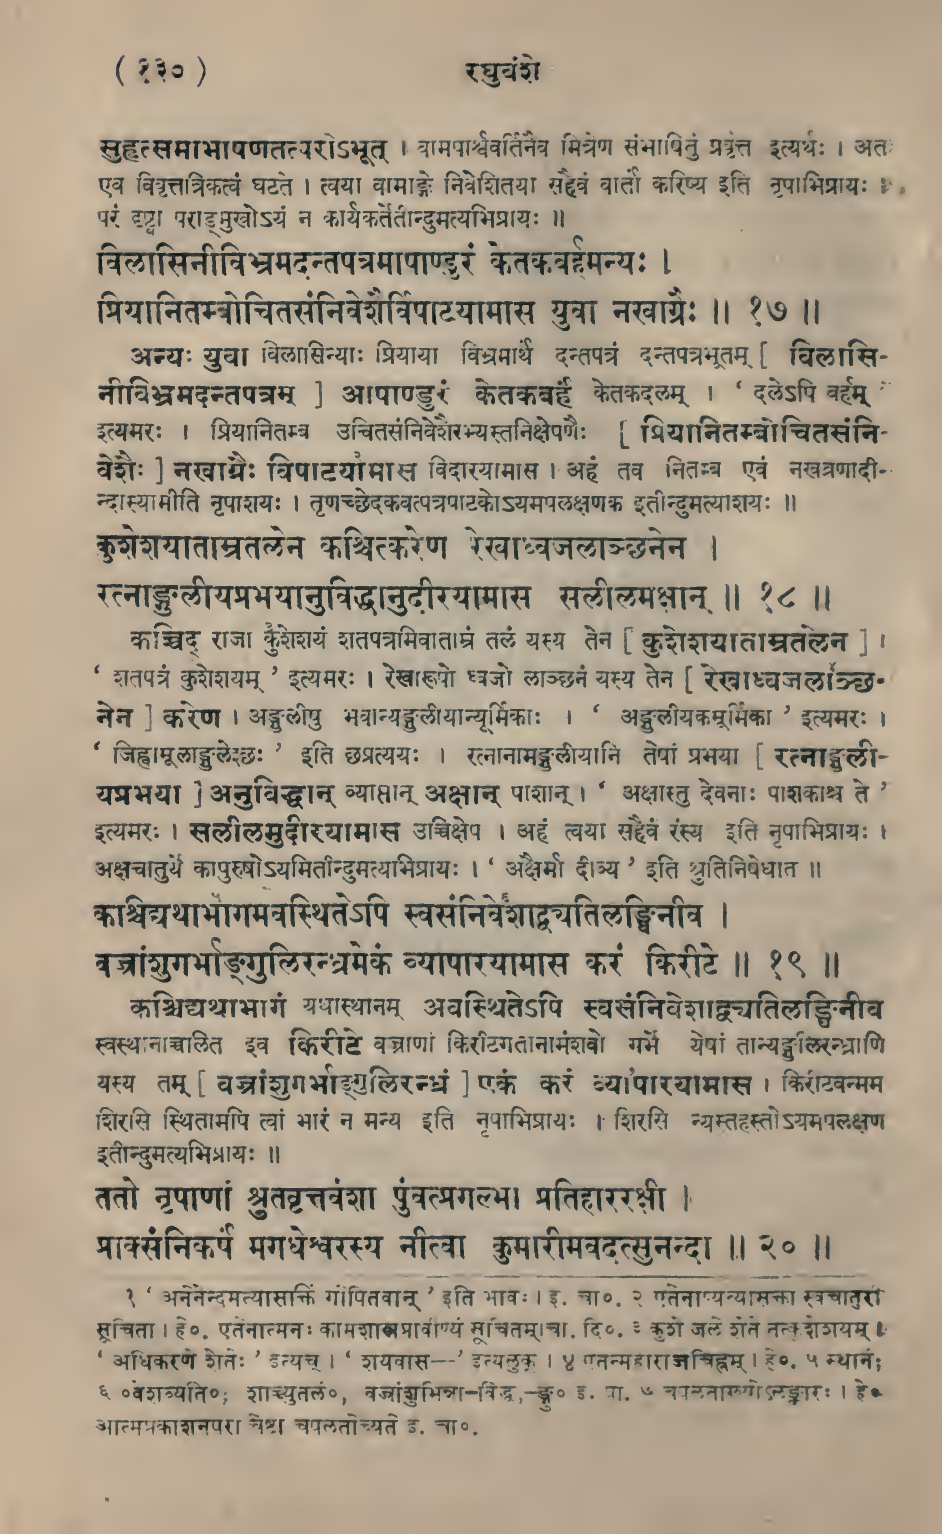 ( १३० ) रघुवंशे
सुहृत्समाभाषणतत्परोऽभूत् । वामपार्श्ववर्तिनैव मित्रेण संभाषितुं प्रवृत्त इत्यर्थः । अत
एव विवृत्तात्रिकत्वं घटते । त्वया वामाङ्गे निवेशितया सहैवं वार्तां करिष्य इति नृपाभिप्रायः ।
परं दृष्ट्वा पराङ्मुखोऽयं न कार्यकर्तेतीन्दुमत्यभिप्रायः ॥
विलासिनीविभ्रमदन्तपत्रमापाण्डुरं केतकबर्हमन्यः ।
प्रियानितम्बोचितसंनिवेशैर्विपाटयामास युवा नखाग्रैः ॥ १७ ॥
अन्यः युवा विलासिन्याः प्रियाया विभ्रमार्थं दन्तपत्रं दन्तपत्रभूतम् [ विलासि-
नीविभ्रमदन्तपत्रम् ] आपाण्डुरं केतकबर्हं केतकदलम् । ‘ दलेऽपि बर्हम् ’
इत्यमरः । प्रियानितम्ब उचितसंनिवेशैरभ्यस्तनिक्षेपणैः [ प्रियानितम्बोचितसंनि-
वेशैः ] नखाग्रैः विपाटयामास विदारयामास । अहं तव नितम्ब एवं नखव्रणादी-
न्दास्यामीति नृपाशयः । तृणच्छेदकवत्पत्रपाटकोऽयमपलक्षणक इतीन्दुमत्याशयः ॥
कुशेशयाताम्रतलेन कश्चित्करेण रेखाध्वजलाञ्छनेन ।
रत्नाङ्गुलीयप्रभयानुविद्धानुदीरयामास सलीलमक्षान् ॥ १८ ॥
कश्चिद् राजा कुशेशयं शतपत्रमिवाताम्रं तलं यस्य तेन [ कुशेशयाताम्रतलेन ] ।
‘ शतपत्रं कुशेशयम् ’ इत्यमरः । रेखारूपो ध्वजो लाञ्छनं यस्य तेन [ रेखाध्वजलाञ्छ-
नेन ] करेण । अङ्गुलीषु भवान्यङ्गुलीयान्यूर्मिकाः । ‘ अङ्गुलीयकमूर्मिका ’ इत्यमरः ।
‘ जिह्वामूलाङ्गुलेश्छः ’ इति छप्रत्ययः । रत्नानामङ्गुलीयानि तेषां प्रभया [ रत्नाङ्गुली-
यप्रभया ] अनुविद्धान् व्याप्तान् अक्षान् पाशान् । ‘ अक्षास्तु देवनाः पाशकाश्च ते ’
इत्यमरः । सलीलमुदीरयामास उच्चिक्षेप । अहं त्वया सहैवं रंस्य इति नृपाभिप्रायः ।
अक्षचातुर्ये कापुरुषोऽयमितीन्दुमत्यभिप्रायः । ‘ अक्षैर्मा दीव्य ’ इति श्रुतिनिषेधात ॥
कश्चिद्यथाभागमवस्थितेऽपि स्वसंनिवेशाद्व्यतिलङ्घिनीव ।
वज्रांशुगर्भाङ्गुलिरन्ध्रमेकं व्यापारयामास करं किरीटे ॥ १९ ॥
कश्चिद्यथाभागं यथास्थानम् अवस्थितेऽपि स्वसंनिवेशाद्व्यतिलङ्घिनीव
स्वस्थानाच्चलित इव किरीटे वज्राणां किरीटगतानामंशवो गर्भे येषां तान्यङ्गुलिरन्ध्राणि
यस्य तम् [ वज्रांशुगर्भाङ्गुलिरन्ध्रं ] एकं करं व्यापारयामास । किरीटवन्मम
शिरसि स्थितामपि त्वां भारं न मन्य इति नृपाभिप्रायः । शिरसि न्यस्तहस्तोऽयमपलक्षण
इतीन्दुमत्यभिप्रायः ॥
ततो नृपाणां श्रुतवृत्तवंशा पुंवत्प्रगल्भा प्रतिहाररक्षी ।
प्राक्संनिकर्षं मगधेश्वरस्य नीत्वा कुमारीमवदत्सुनन्दा ॥ २० ॥
१ ‘ अनेनेन्दमत्यासक्तिं गोपितवान् ’ इति भावः । इ. चा०. २ एतेनाप्यन्यासक्ता स्वचातुरी
सूचिता । हे०. एतेनात्मनः कामशास्त्रप्रावीण्यं सूचितम्।चा. दि०. ३ कुशे जले शेते तत्कुशेशयम् ।
‘ अधिकरणे शेतेः ’ इत्यच् । ‘ शयवास—’ इत्यलुक् । ४ एतन्महाराजचिह्नम् । हे०. ५ स्थाने;
६ ०वेशव्यति०; शाच्च्युतलं०, वज्रांशुभिन्ना-विद्ध,-ङ्गु० इ. पा. ७ हे०
आत्मप्रकाशनपरा चेष्टा चपलतोच्यते इ. चा०.